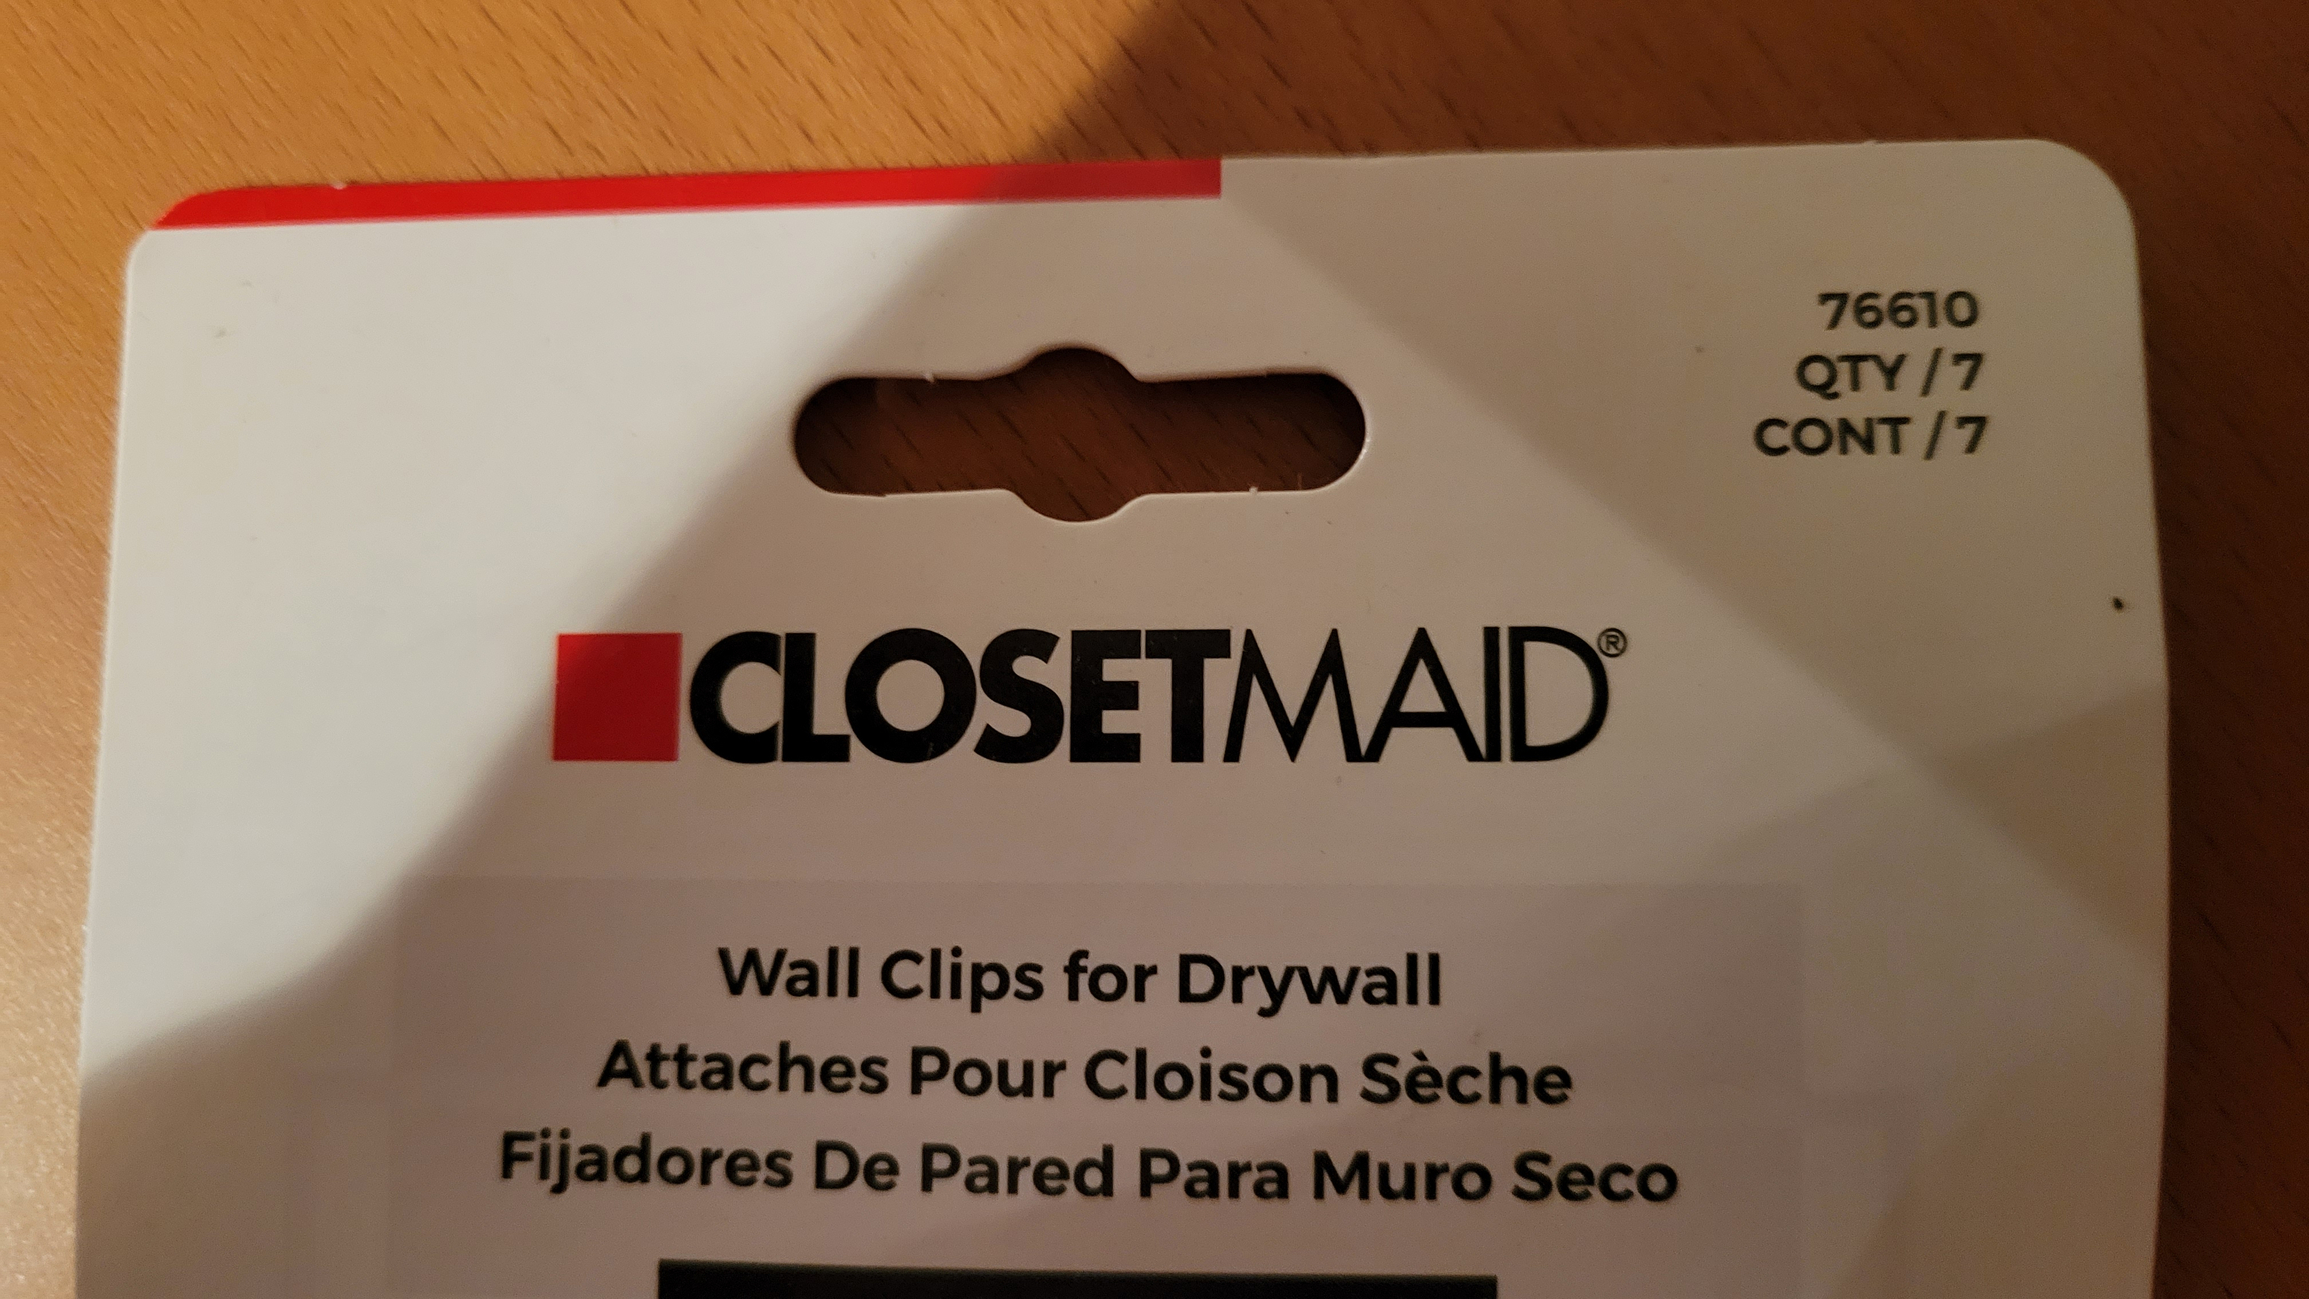 76610
QTY / 7
CONT / 7
CLOSETMAID®
Wall Clips for Drywall
Attaches Pour Cloison Sèche
Fijadores De Pared Para Muro Seco